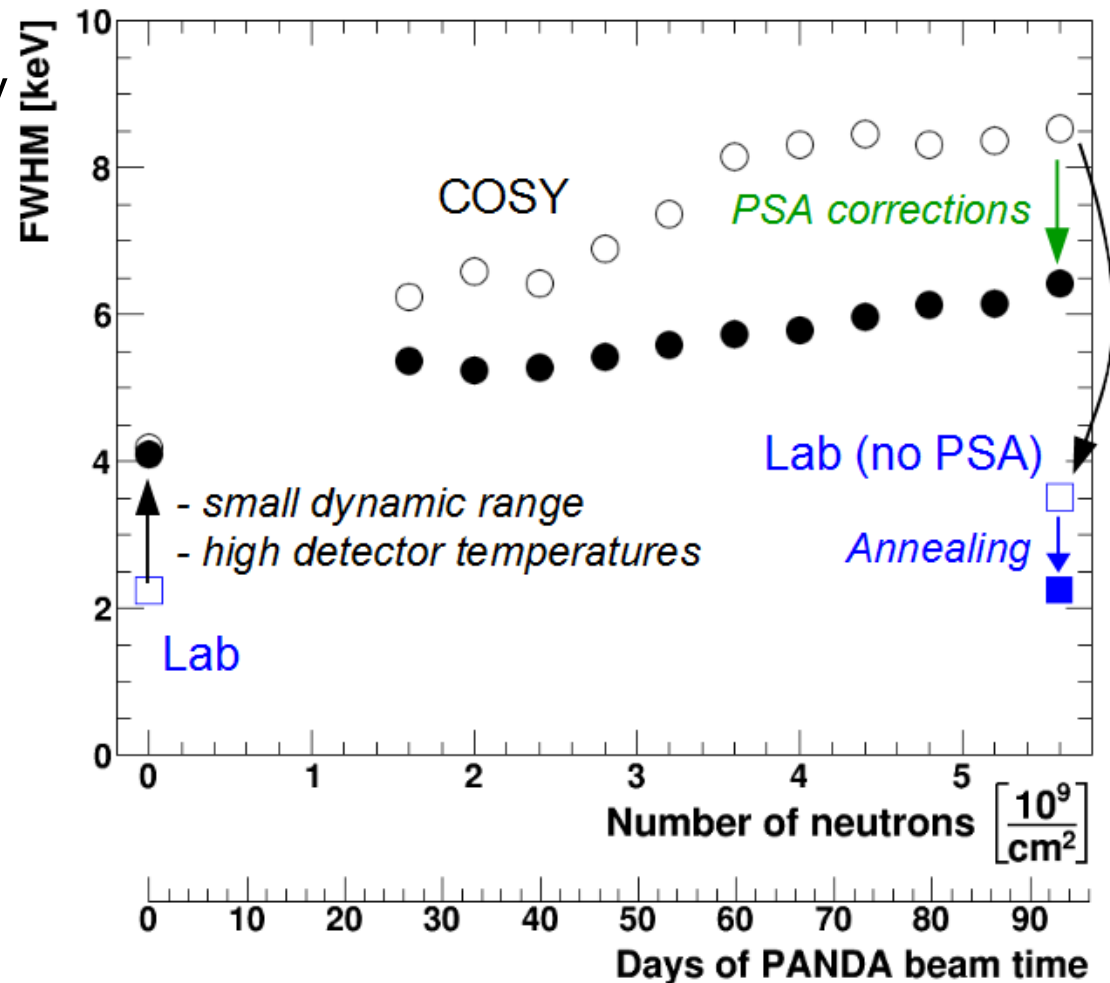 y
FWHM [keV]
10
8
6
4
2
0
COSY
PSA corrections
Lab (no PSA)
- small dynamic range
- high detector temperatures
Annealing
Lab
0 1 2 3 4 5
Number of neutrons [10⁹/cm²]
0 10 20 30 40 50 60 70 80 90
Days of PANDA beam time